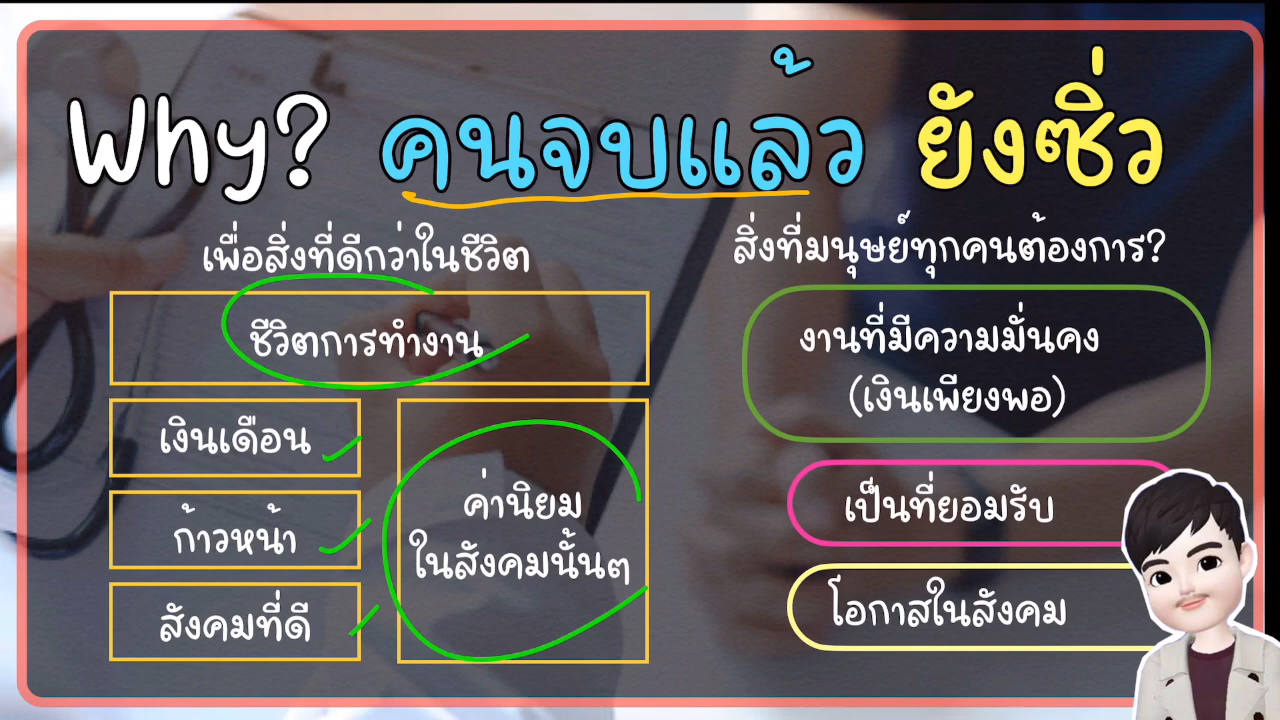 Why? คนจบแล้ว ยังซิ่ว
เพื่อสิ่งที่ดีกว่าในชีวิต
ชีวิตการทำงาน
เงินเดือน
ก้าวหน้า
สังคมที่ดี
ค่านิยม
ในสังคมนั้นๆ
สิ่งที่มนุษย์ทุกคนต้องการ?
งานที่มีความมั่นคง
(เงินเพียงพอ)
เป็นที่ยอมรับ
โอกาสในสังคม